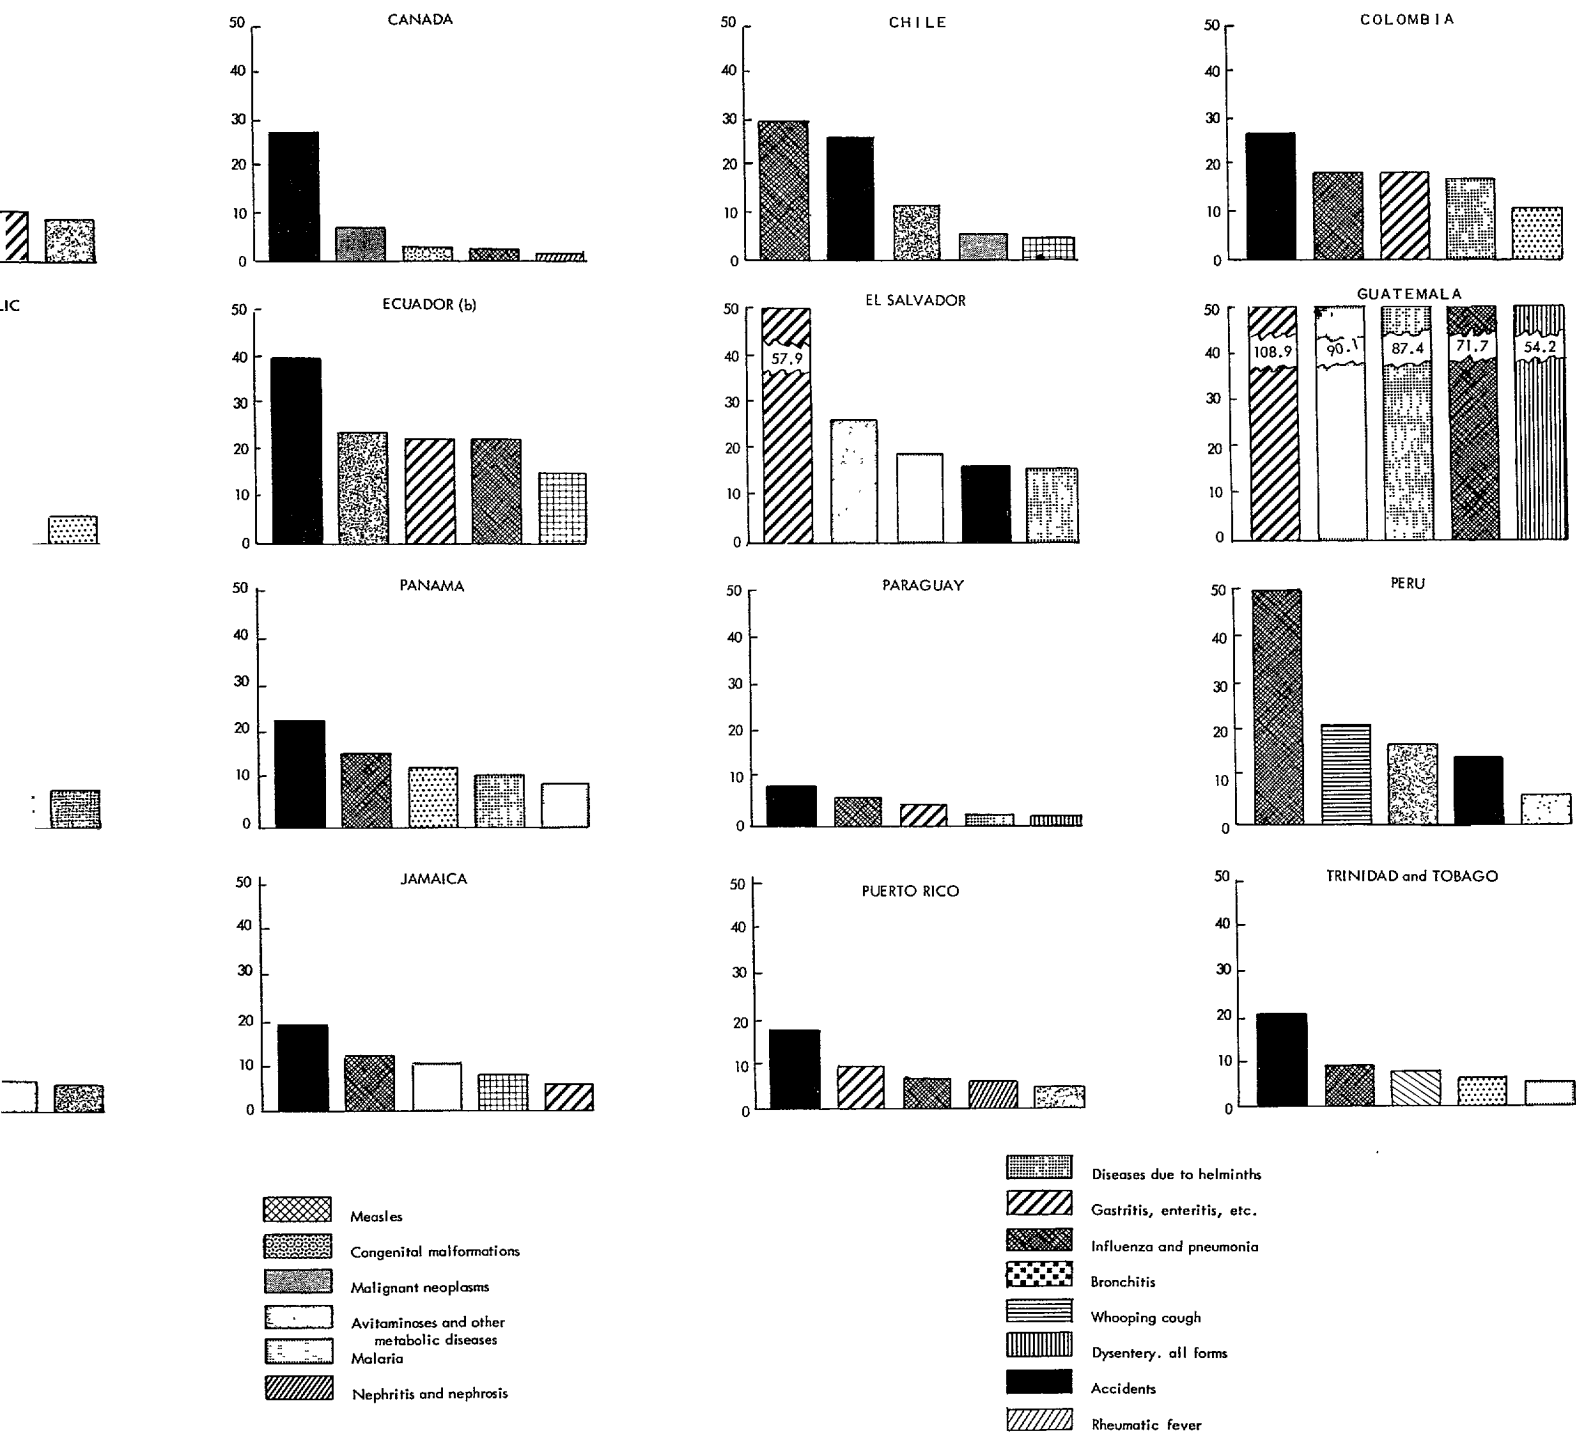 CANADA
50
40
30
20
10
0
CHILE
50
40
30
20
10
0
COLOMBIA
50
40
30
20
10
0
LIC
ECUADOR (b)
50
40
30
20
10
0
EL SALVADOR
50
40
30
20
10
0
57.9
GUATEMALA
50
40
30
20
10
0
108.9
90.1
87.4
71.7
54.2
PANAMA
50
40
30
20
10
0
PARAGUAY
50
40
30
20
10
0
PERU
50
40
30
20
10
0
JAMAICA
50
40
30
20
10
0
PUERTO RICO
50
40
30
20
10
0
TRINIDAD and TOBAGO
50
40
30
20
10
0
Measles
Congenital malformations
Malignant neoplasms
Avitaminoses and other
metabolic diseases
Malaria
Nephritis and nephrosis
Diseases due to helminths
Gastritis, enteritis, etc.
Influenza and pneumonia
Bronchitis
Whooping cough
Dysentery. all forms
Accidents
Rheumatic fever